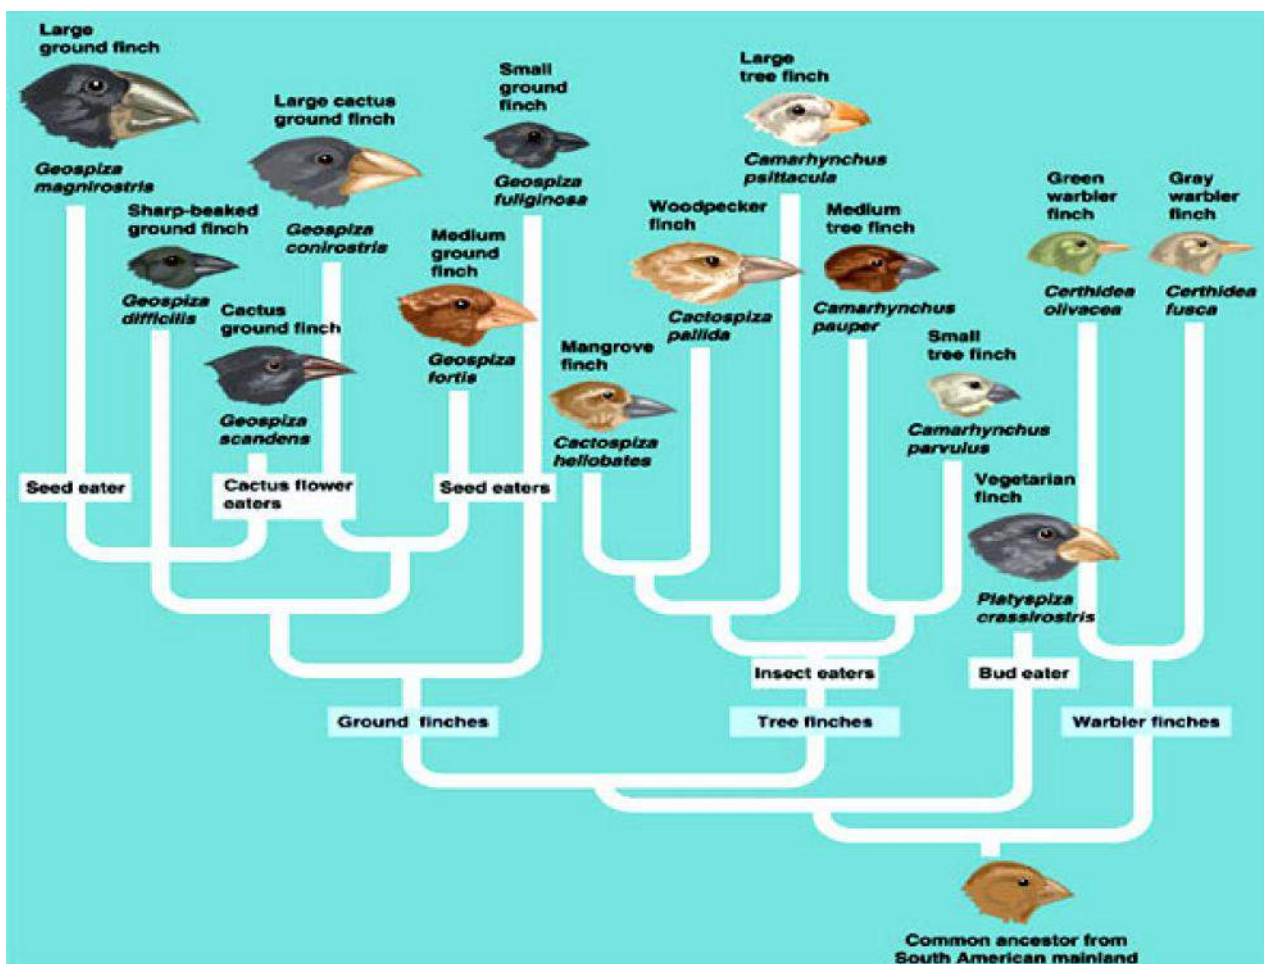 Large
ground finch
Geospiza
magnirostris
Sharp-beaked
ground finch
Geospiza
difficilis
Cactus
ground finch
Geospiza
scandens
Large cactus
ground finch
Geospiza
conirostris
Medium
ground
finch
Geospiza
fortis
Small
ground
finch
Geospiza
fuliginosa
Mangrove
finch
Cactospiza
heliobates
Woodpecker
finch
Cactospiza
pallida
Large
tree finch
Camarhynchus
psittacula
Medium
tree finch
Camarhynchus
pauper
Small
tree finch
Camarhynchus
parvulus
Vegetarian
finch
Platyspiza
crassirostris
Green
warbler
finch
Certhidea
olivacea
Gray
warbler
finch
Certhidea
fusca
Seed eater
Cactus flower
eaters
Seed eaters
Insect eaters
Bud eater
Ground finches
Tree finches
Warbler finches
Common ancestor from
South American mainland